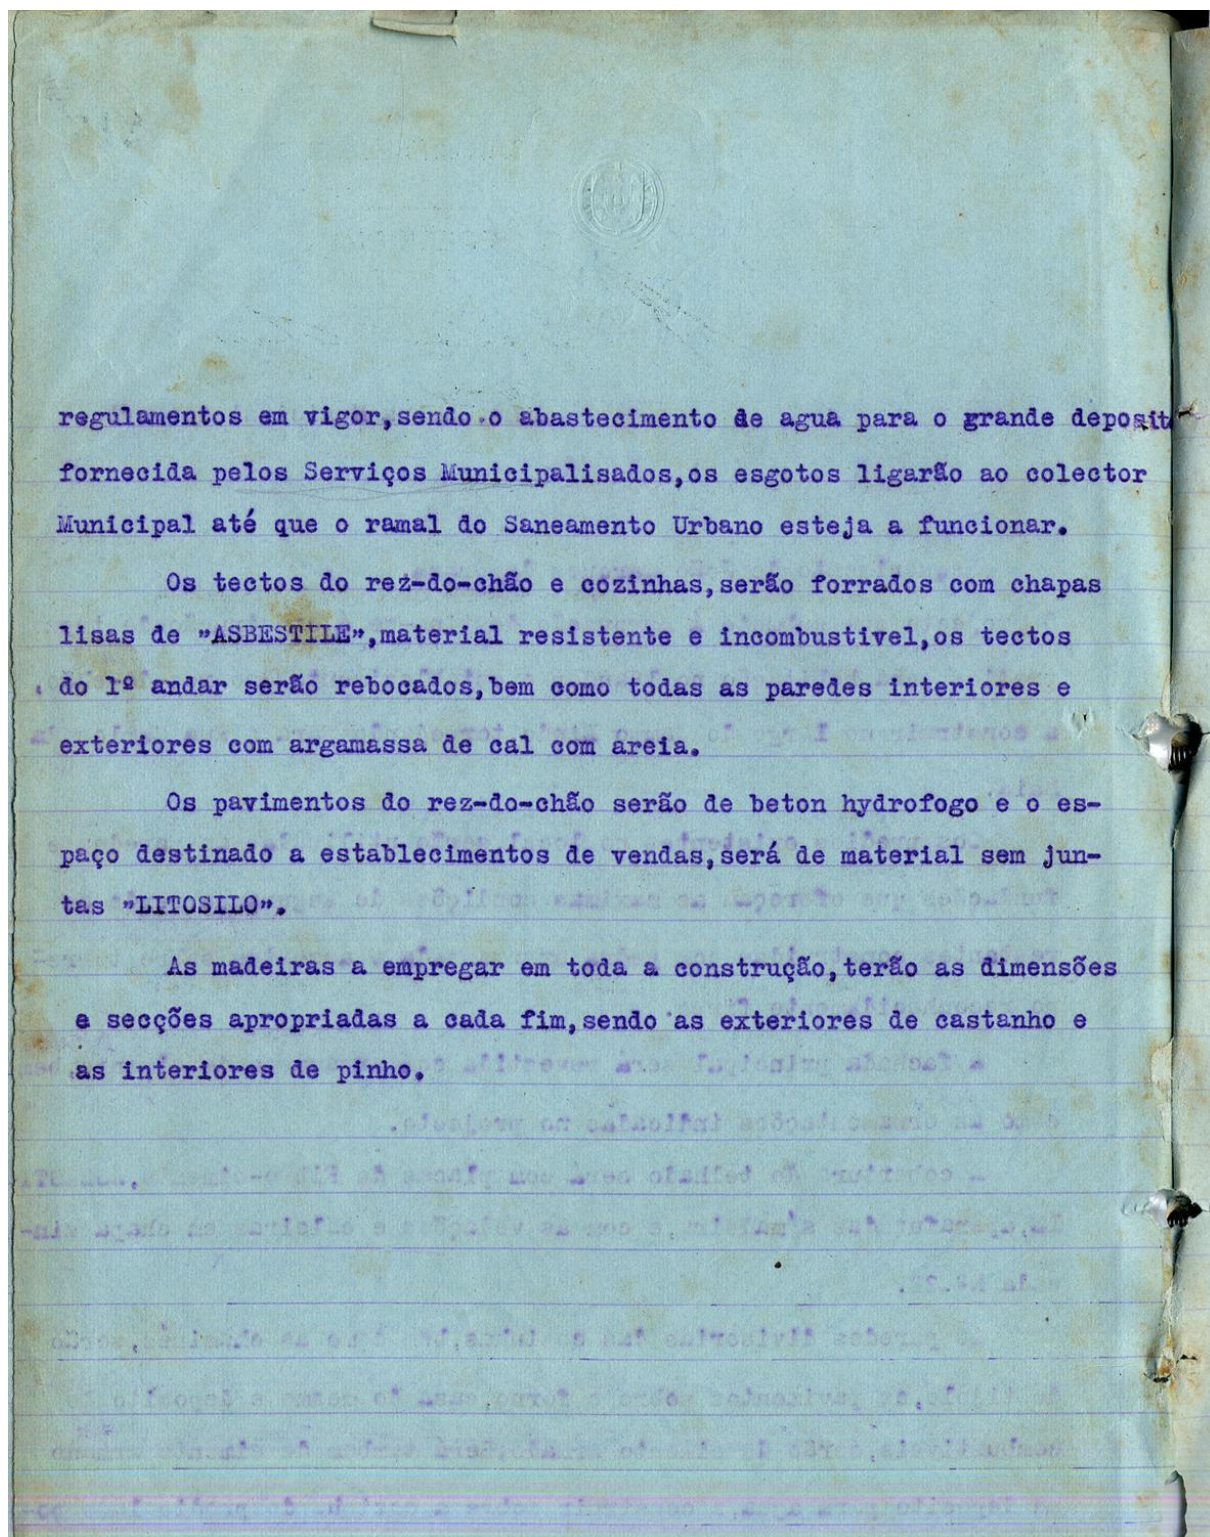 regulamentos em vigor,sendo o abastecimento de agua para o grande deposit
fornecida pelos Serviços Municipalisados,os esgotos ligarão ao colector
Municipal até que o ramal do Saneamento Urbano esteja a funcionar.
Os tectos do rez-do-chão e cozinhas,serão forrados com chapas
lisas de "ASBESTILE",material resistente e incombustivel,os tectos
do 1º andar serão rebocados,bem como todas as paredes interiores e
exteriores com argamassa de cal com areia.
Os pavimentos do rez-do-chão serão de beton hydrofogo e o es-
paço destinado a establecimentos de vendas,será de material sem jun-
tas "LITOSILO".
As madeiras a empregar em toda a construção,terão as dimensões
e secções apropriadas a cada fim,sendo as exteriores de castanho e
as interiores de pinho.